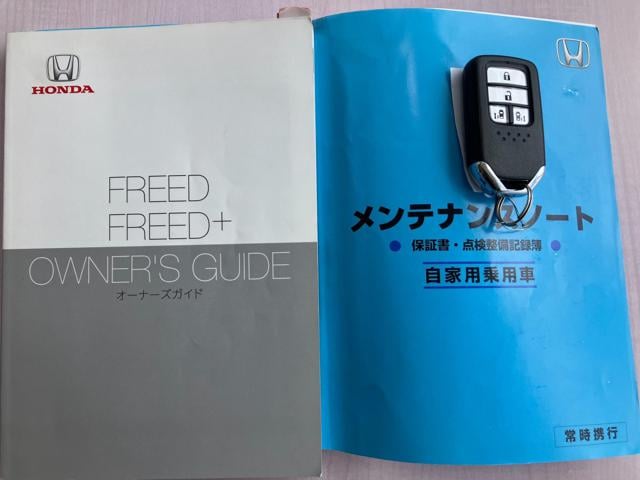 HONDA
FREED
FREED+
OWNER'S GUIDE
オーナーズガイド
メンテナンスノート
保証書・点検整備記録簿
自家用乗用車
常時携行